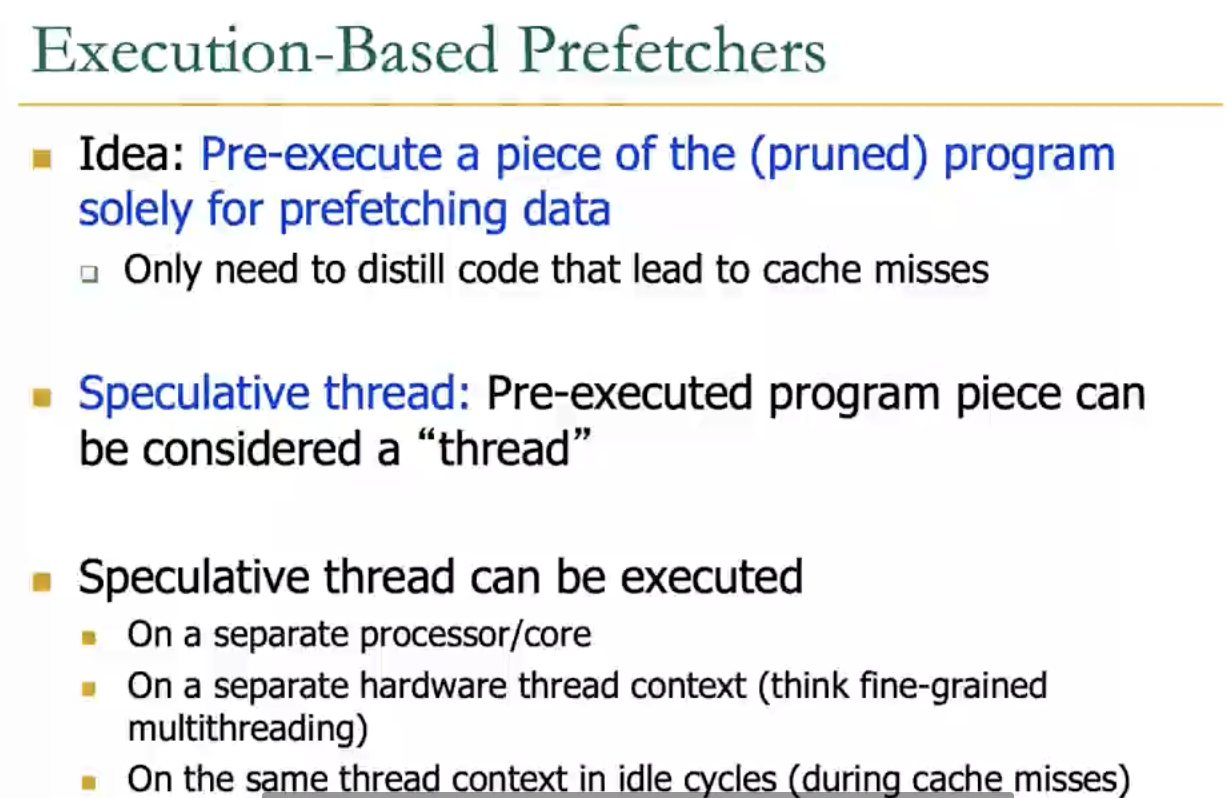 Execution-Based Prefetchers
Idea: Pre-execute a piece of the (pruned) program
solely for prefetching data
Only need to distill code that lead to cache misses
Speculative thread: Pre-executed program piece can
be considered a “thread”
Speculative thread can be executed
On a separate processor/core
On a separate hardware thread context (think fine-grained
multithreading)
On the same thread context in idle cycles (during cache misses)